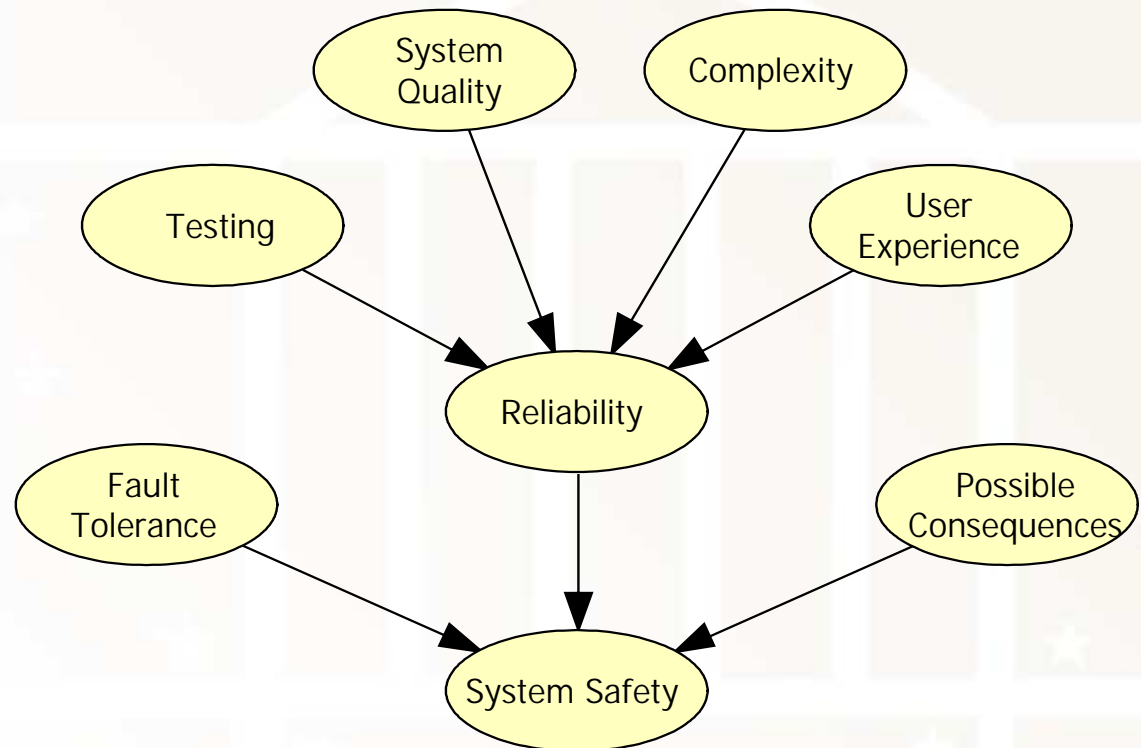 System
Quality
Complexity
Testing
User
Experience
Reliability
Fault
Tolerance
Possible
Consequences
System Safety